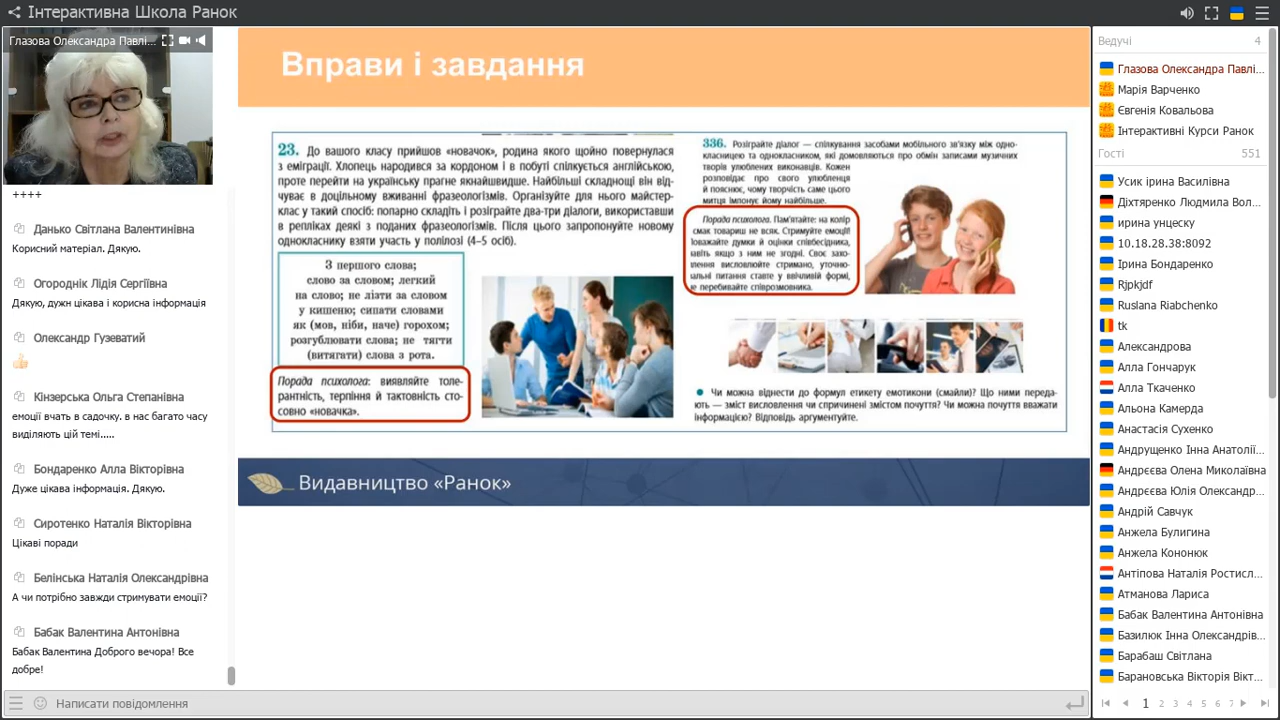 Інтерактивна Школа Ранок
Глазова Олександра Павлі...
++++
Данько Світлана Валентинівна
Корисний матеріал. Дякую.
Огороднік Лідія Сергіївна
Дякую, дужн цікава і корисна інформація
Олександр Гузеватий
Кінзерська Ольга Степанівна
емоції вчать в садочку. в нас багато часу
виділяють цій темі.....
Бондаренко Алла Вікторівна
Дуже цікава інформація. Дякую.
Сиротенко Наталія Вікторівна
Цікаві поради
Белінська Наталія Олександрівна
А чи потрібно завжди стримувати емоції?
Бабак Валентина Антонівна
Бабак Валентина Доброго вечора! Все
добре!
Написати повідомлення
Вправи і завдання
23. До вашого класу прийшов «новачок», родина якого щойно повернулася
з еміграції. Хлопець народився за кордоном і в побуті спілкується англійською,
проте перейти на українську прагне якнайшвидше. Найбільші складнощі він від-
чуває в доцільному вживанні фразеологізмів. Організуйте для нього майстер-
клас у такий спосіб: попарно складіть і розіграйте два-три діалоги, використавши
в репліках деякі з поданих фразеологізмів. Після цього запропонуйте новому
однокласнику взяти участь у полілозі (4–5 осіб).
З першого слова;
слово за словом; легкий
на слово; не лізти за словом
у кишеню; сипати словами
як (мов, ніби, наче) горохом;
розгублювати слова; не тягти
(витягати) слова з рота.
Порада психолога: виявляйте толе-
рантність, терпіння й тактовність сто-
совно «новачка».
336. Розіграйте діалог — спілкування засобами мобільного зв'язку між одно-
класницею та однокласником, які домовляються про обмін записами музичних
творів улюблених виконавців. Кожен
розповідає про свого улюбленця
й пояснює, чому творчість саме цього
митця імпонує йому найбільше.
Порада психолога. Пам'ятайте: на колір
смак товариш не всяк. Стримуйте емоції!
Іоважайте думки й оцінки співбесідника,
авіть якщо з ним не згодні. Своє захо-
лення висловлюйте стримано, уточню-
альні питання ставте у ввічливій формі,
е перебивайте співрозмовника.
Чи можна віднести до формул етикету емотикони (смайли)? Що ними переда-
ють — зміст висловлення чи спричинені змістом почуття? Чи можна почуття вважати
інформацією? Відповідь аргументуйте.
Видавництво «Ранок»
Ведучі 4
Глазова Олександра Павлі...
Марія Варченко
Євгенія Ковальова
Інтерактивні Курси Ранок
Гості 551
Усик ірина Василівна
Діхтяренко Людмила Вол...
ирина унцеску
10.18.28.38:8092
Ірина Бондаренко
Rjpkjdf
Ruslana Riabchenko
tk
Александрова
Алла Гончарук
Алла Ткаченко
Альона Камерда
Анастасія Сухенко
Андрущенко Інна Анатолії...
Андрєєва Олена Миколаївна
Андрєєва Юлія Олександр...
Андрій Савчук
Анжела Булигина
Анжела Кононюк
Антіпова Наталія Ростисл...
Атманова Лариса
Бабак Валентина Антонівна
Базилюк Інна Олександрів...
Барабаш Світлана
Барановська Вікторія Вікт...
1 2 3 4 5 6 7